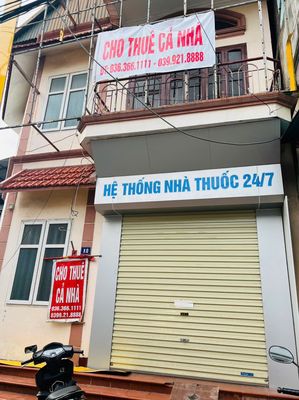 CHO THUÊ CẢ NHÀ
ĐT: 036.366.1111 - 039.921.8888
HỆ THỐNG NHÀ THUỐC 24/7
CHO THUÊ
CẢ NHÀ
036.366.1111
0399.21.8888